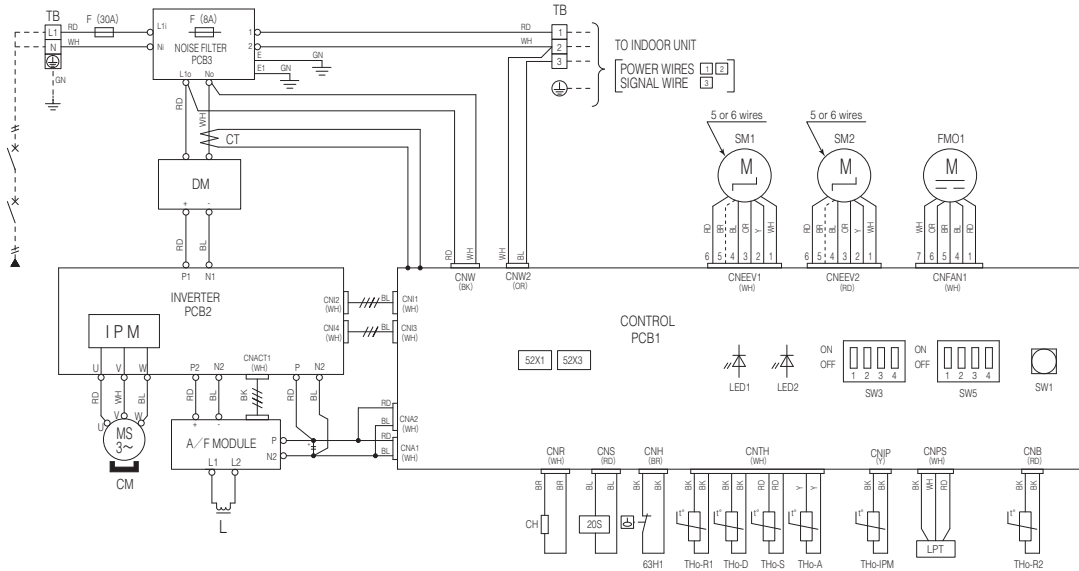 TB
L1
RD
F (30A)
N
WH
GN
L1i
F (8A)
1
Ni
NOISE FILTER
PCB3
2
E
GN
E1
GN
L1o
No
RD
WH
TB
1
2
3
TO INDOOR UNIT
POWER WIRES 1 2
SIGNAL WIRE 3
RD
WH
CT
DM
+ -
RD
BL
P1 N1
INVERTER
PCB2
IPM
U V W
RD
WH
BL
U V W
MS
3~
CM
P2 N2
RD
BL
CNACT1
(WH)
BK
P N2
RD
BL
+ -
A/F MODULE
P
N2
L1 L2
L
CNI2
(WH)
BL
CNI1
(WH)
CNI4
(WH)
BL
CNI3
(WH)
RD
BL
CNA2
(WH)
RD
BL
CNA1
(WH)
RD
WH
CNW
(BK)
WH
BL
CNW2
(OR)
5 or 6 wires
SM1
M
RD
BR
BL
OR
Y
WH
6 5 4 3 2 1
CNEEV1
(WH)
5 or 6 wires
SM2
M
RD
BR
BL
OR
Y
WH
6 5 4 3 2 1
CNEEV2
(RD)
FMO1
M
WH
OR
BR
BL
RD
7 6 5 4 1
CNFAN1
(WH)
CONTROL
PCB1
52X1
52X3
LED1
LED2
ON
OFF
1 2 3 4
SW3
ON
OFF
1 2 3 4
SW5
SW1
CNR
(WH)
BR
BR
CH
CNS
(RD)
BL
BL
20S
CNH
(BR)
BK
BK
63H1
CNTH
(WH)
BK
BK
BK
BK
RD
RD
Y
Y
t°
t°
t°
t°
THo-R1
THo-D
THo-S
THo-A
CNIP
(Y)
BK
BK
t°
THo-IPM
CNPS
(WH)
BK
WH
RD
LPT
CNB
(RD)
BK
BK
t°
THo-R2